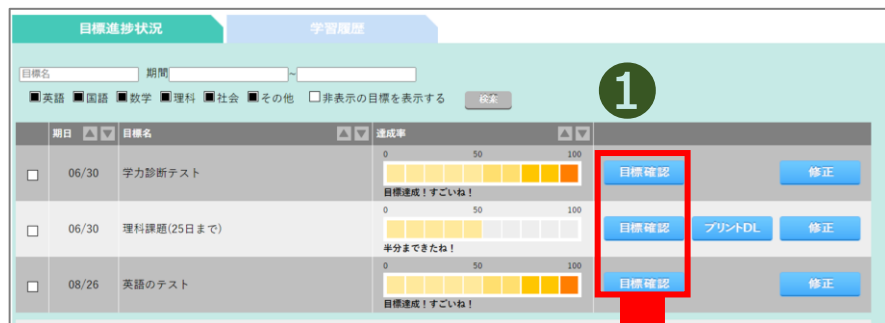 目標進捗状況 学習履歴
目標名 期間 ~
■英語 ■国語 ■数学 ■理科 ■社会 ■その他 □非表示の目標を表示する 検索
1
期日 ▲▼ 目標名 ▲▼ 達成率 ▲▼
0 50 100
06/30 学力診断テスト 目標確認 修正
目標達成！すごいね！
0 50 100
06/30 理科課題(25日まで) 目標確認 プリントDL 修正
半分まできたね！
0 50 100
08/26 英語のテスト 目標確認 修正
目標達成！すごいね！